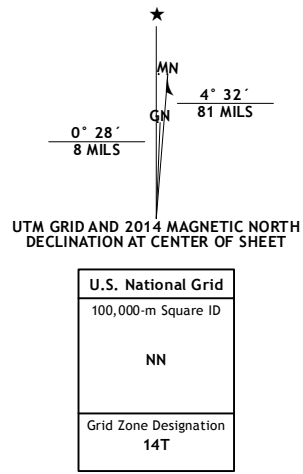 MN
4° 32´
81 MILS
GN
0° 28´
8 MILS
UTM GRID AND 2014 MAGNETIC NORTH
DECLINATION AT CENTER OF SHEET
U.S. National Grid
100,000-m Square ID
NN
Grid Zone Designation
14T